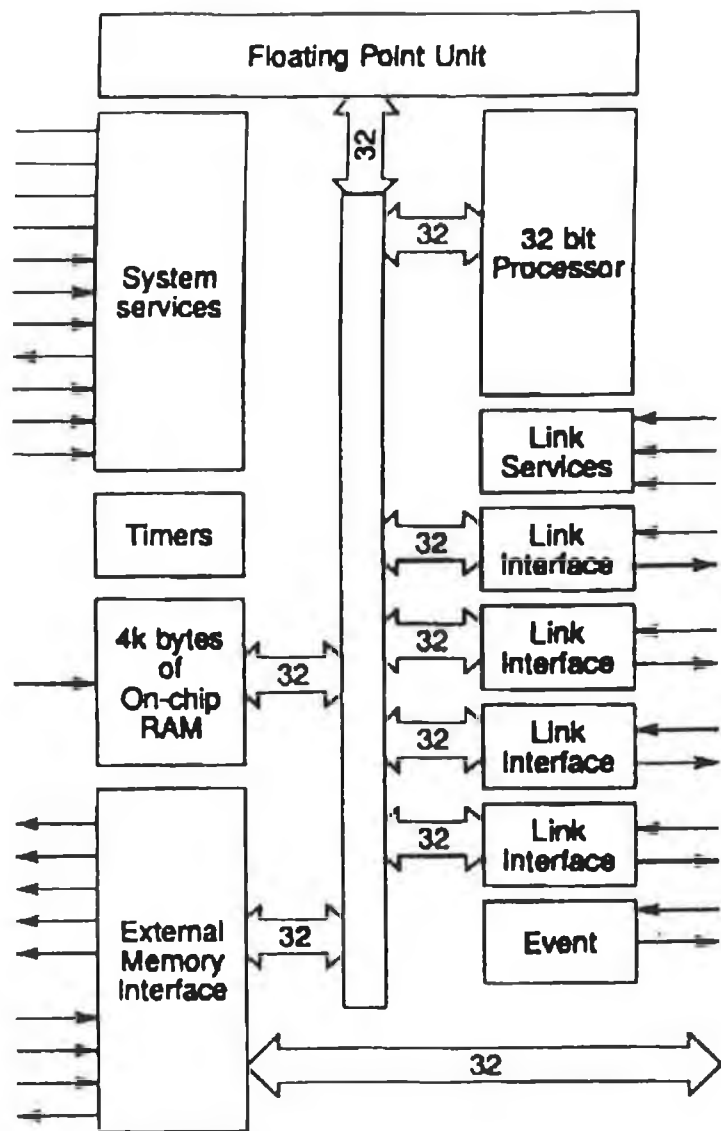 Floating Point Unit
32
32
32 bit
Processor
System
services
Link
Services
Timers
32
Link
Interface
4k bytes
of
On-chip
RAM
32
32
Link
Interface
32
Link
Interface
32
Link
Interface
External
Memory
Interface
32
Event
32